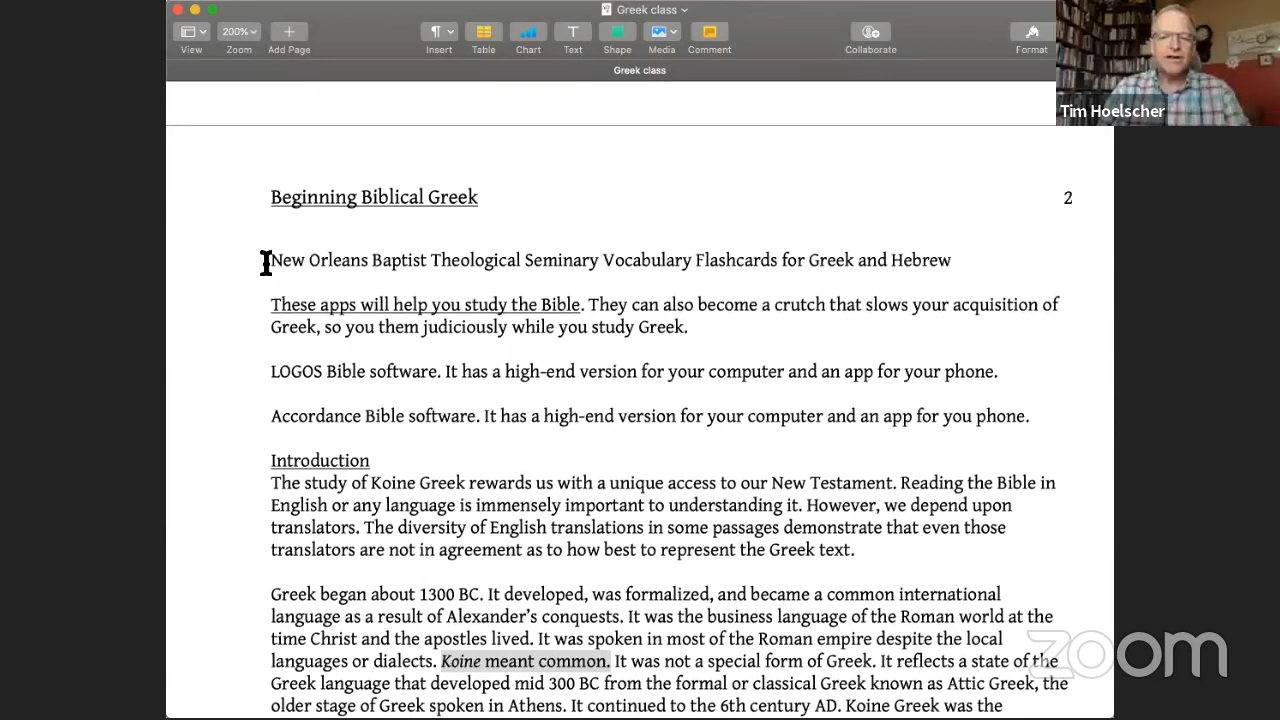 Greek class
200%
View
Zoom
Add Page
Insert
Table
Chart
Text
Shape
Media
Comment
Collaborate
Format
Greek class
Tim Hoelscher
Beginning Biblical Greek
2
New Orleans Baptist Theological Seminary Vocabulary Flashcards for Greek and Hebrew
These apps will help you study the Bible. They can also become a crutch that slows your acquisition of
Greek, so you them judiciously while you study Greek.
LOGOS Bible software. It has a high-end version for your computer and an app for your phone.
Accordance Bible software. It has a high-end version for your computer and an app for you phone.
Introduction
The study of Koine Greek rewards us with a unique access to our New Testament. Reading the Bible in
English or any language is immensely important to understanding it. However, we depend upon
translators. The diversity of English translations in some passages demonstrate that even those
translators are not in agreement as to how best to represent the Greek text.
Greek began about 1300 BC. It developed, was formalized, and became a common international
language as a result of Alexander’s conquests. It was the business language of the Roman world at the
time Christ and the apostles lived. It was spoken in most of the Roman empire despite the local
languages or dialects. Koine meant common. It was not a special form of Greek. It reflects a state of the
Greek language that developed mid 300 BC from the formal or classical Greek known as Attic Greek, the
older stage of Greek spoken in Athens. It continued to the 6th century AD. Koine Greek was the
zoom